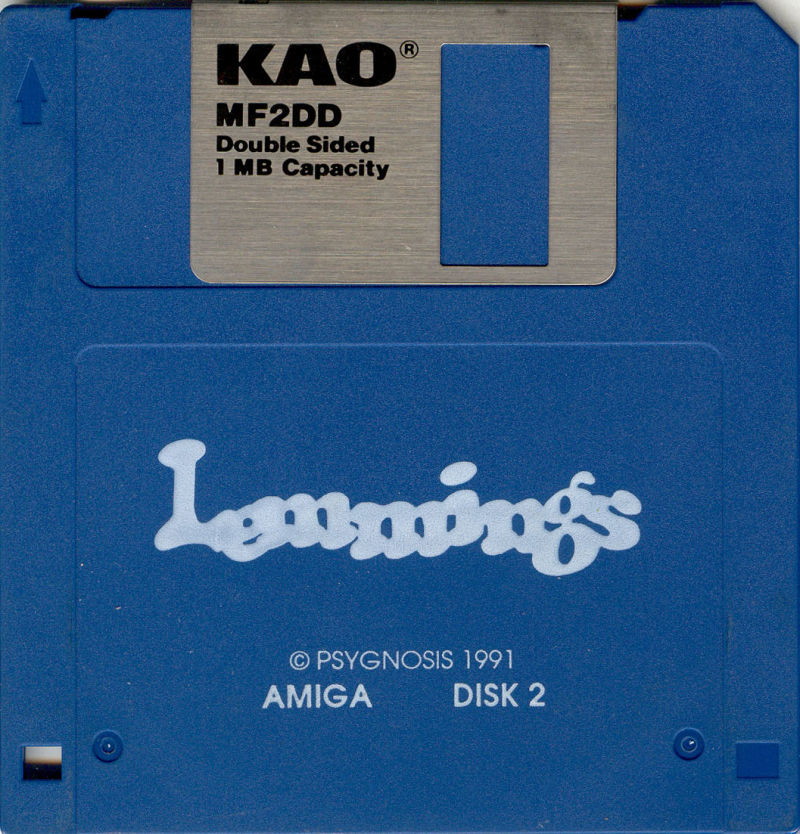 KAO®
MF2DD
Double Sided
1 MB Capacity
Lemmings
© PSYGNOSIS 1991
AMIGA DISK 2